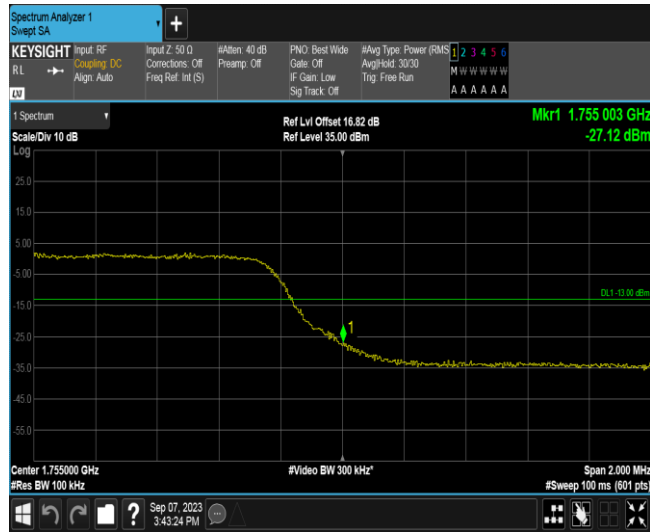 Spectrum Analyzer 1
Swept SA
+
KEYSIGHT Input: RF Input Z: 50 Ω #Atten: 40 dB PNO: Best Wide #Avg Type: Power (RMS 1 2 3 4 5 6
RL Coupling: DC Corrections: Off Preamp: Off Gate: Off Avg|Hold: 30/30 M W W W W W
Align: Auto Freq Ref: Int (S) IF Gain: Low Trig: Free Run
LXI Sig Track: Off A A A A A A
1 Spectrum Ref Lvl Offset 16.82 dB Mkr1 1.755 003 GHz
Scale/Div 10 dB Ref Level 35.00 dBm -27.12 dBm
Log
25.0
15.0
5.00
-5.00
DL1 -13.00 dBm
-15.0
-25.0
1
-35.0
-45.0
-55.0
Center 1.755000 GHz #Video BW 300 kHz* Span 2.000 MHz
#Res BW 100 kHz #Sweep 100 ms (601 pts)
? Sep 07, 2023
3:43:24 PM